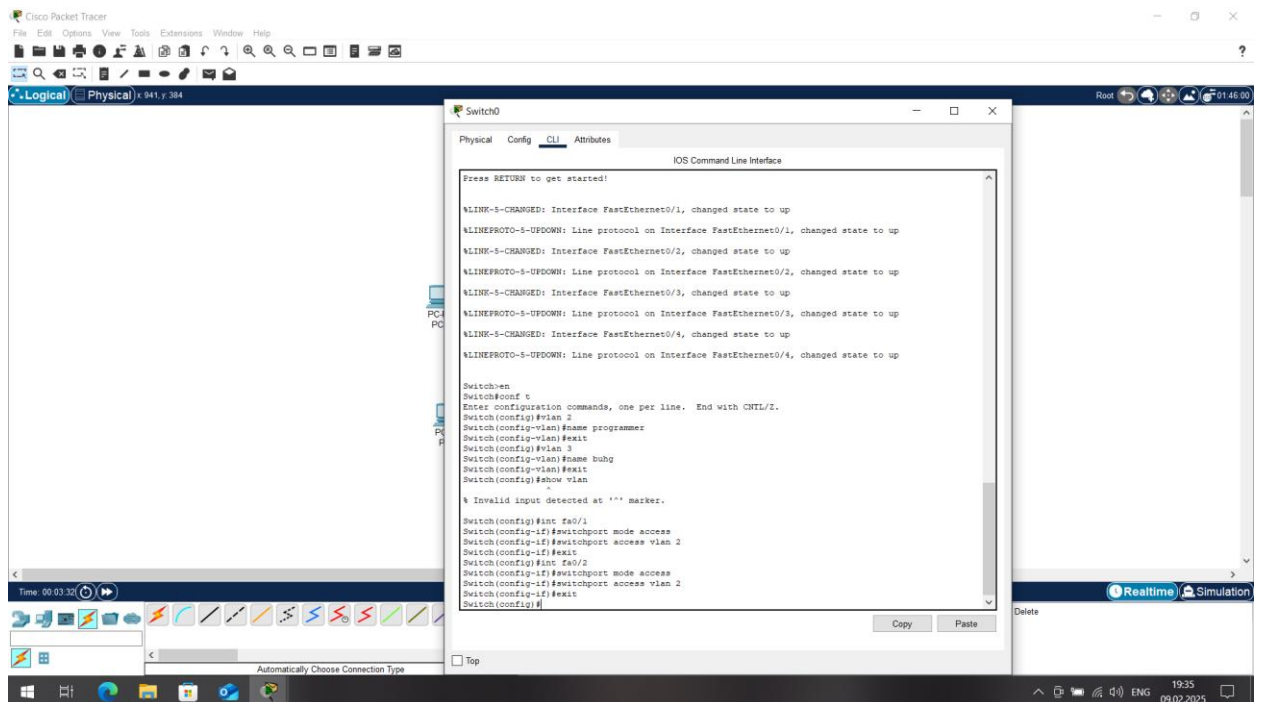 Cisco Packet Tracer
File Edit Options View Tools Extensions Window Help
?
Logical Physical x: 941, y: 384 Root 01:46:00
Switch0
Physical Config CLI Attributes
IOS Command Line Interface
Press RETURN to get started!
%LINK-5-CHANGED: Interface FastEthernet0/1, changed state to up
%LINEPROTO-5-UPDOWN: Line protocol on Interface FastEthernet0/1, changed state to up
%LINK-5-CHANGED: Interface FastEthernet0/2, changed state to up
%LINEPROTO-5-UPDOWN: Line protocol on Interface FastEthernet0/2, changed state to up
%LINK-5-CHANGED: Interface FastEthernet0/3, changed state to up
%LINEPROTO-5-UPDOWN: Line protocol on Interface FastEthernet0/3, changed state to up
%LINK-5-CHANGED: Interface FastEthernet0/4, changed state to up
%LINEPROTO-5-UPDOWN: Line protocol on Interface FastEthernet0/4, changed state to up
Switch>en
Switch#conf t
Enter configuration commands, one per line. End with CNTL/Z.
Switch(config)#vlan 2
Switch(config-vlan)#name programmer
Switch(config-vlan)#exit
Switch(config)#vlan 3
Switch(config-vlan)#name buhg
Switch(config-vlan)#exit
Switch(config)#show vlan
^
% Invalid input detected at '^' marker.
Switch(config)#int fa0/1
Switch(config-if)#switchport mode access
Switch(config-if)#switchport access vlan 2
Switch(config-if)#exit
Switch(config)#int fa0/2
Switch(config-if)#switchport mode access
Switch(config-if)#switchport access vlan 2
Switch(config-if)#exit
Switch(config)#
Copy Paste
Top
PC
Time: 00:03:32 Realtime Simulation
Delete
Automatically Choose Connection Type
ENG 19:35
09.02.2025